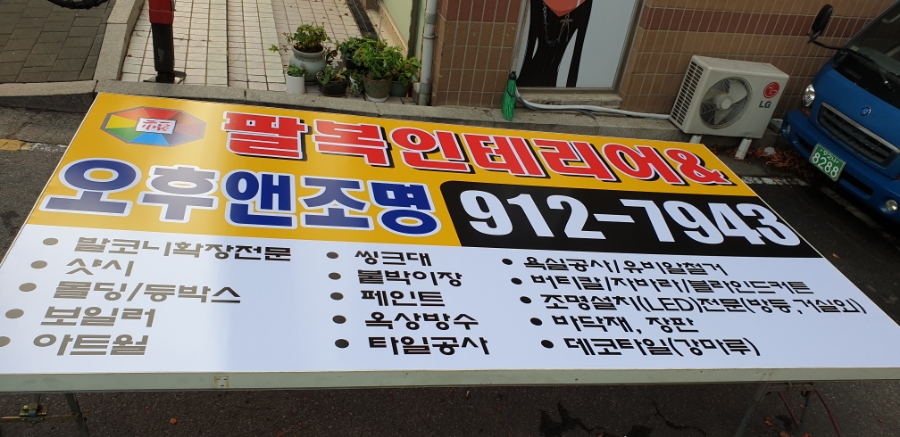 팔복인테리어&
오후앤조명 912-7943
• 발코니확장전문
• 샷시
• 몰딩/등박스
• 보일러
• 아트월
• 씽크대
• 붙박이장
• 페인트
• 옥상방수
• 타일공사
• 욕실공사/유비알철거
• 버티칼/자바라/블라인드커튼
• 조명설치(LED)전문(방등,거실외)
• 바닥재, 장판
• 데코타일(강마루)
LG
8288